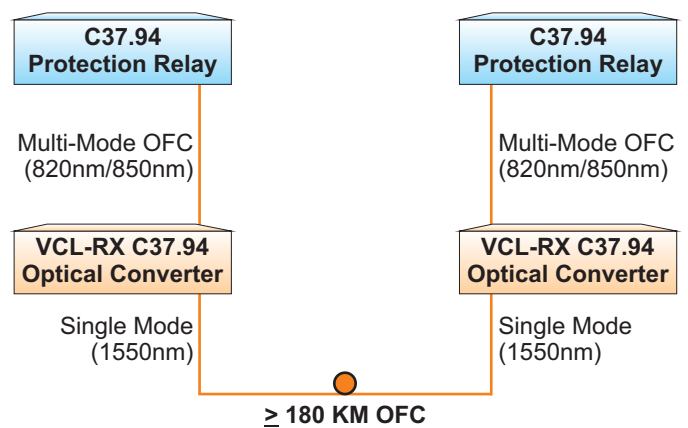 C37.94
Protection Relay
C37.94
Protection Relay
Multi-Mode OFC
(820nm/850nm)
Multi-Mode OFC
(820nm/850nm)
VCL-RX C37.94
Optical Converter
VCL-RX C37.94
Optical Converter
Single Mode
(1550nm)
Single Mode
(1550nm)
≥ 180 KM OFC